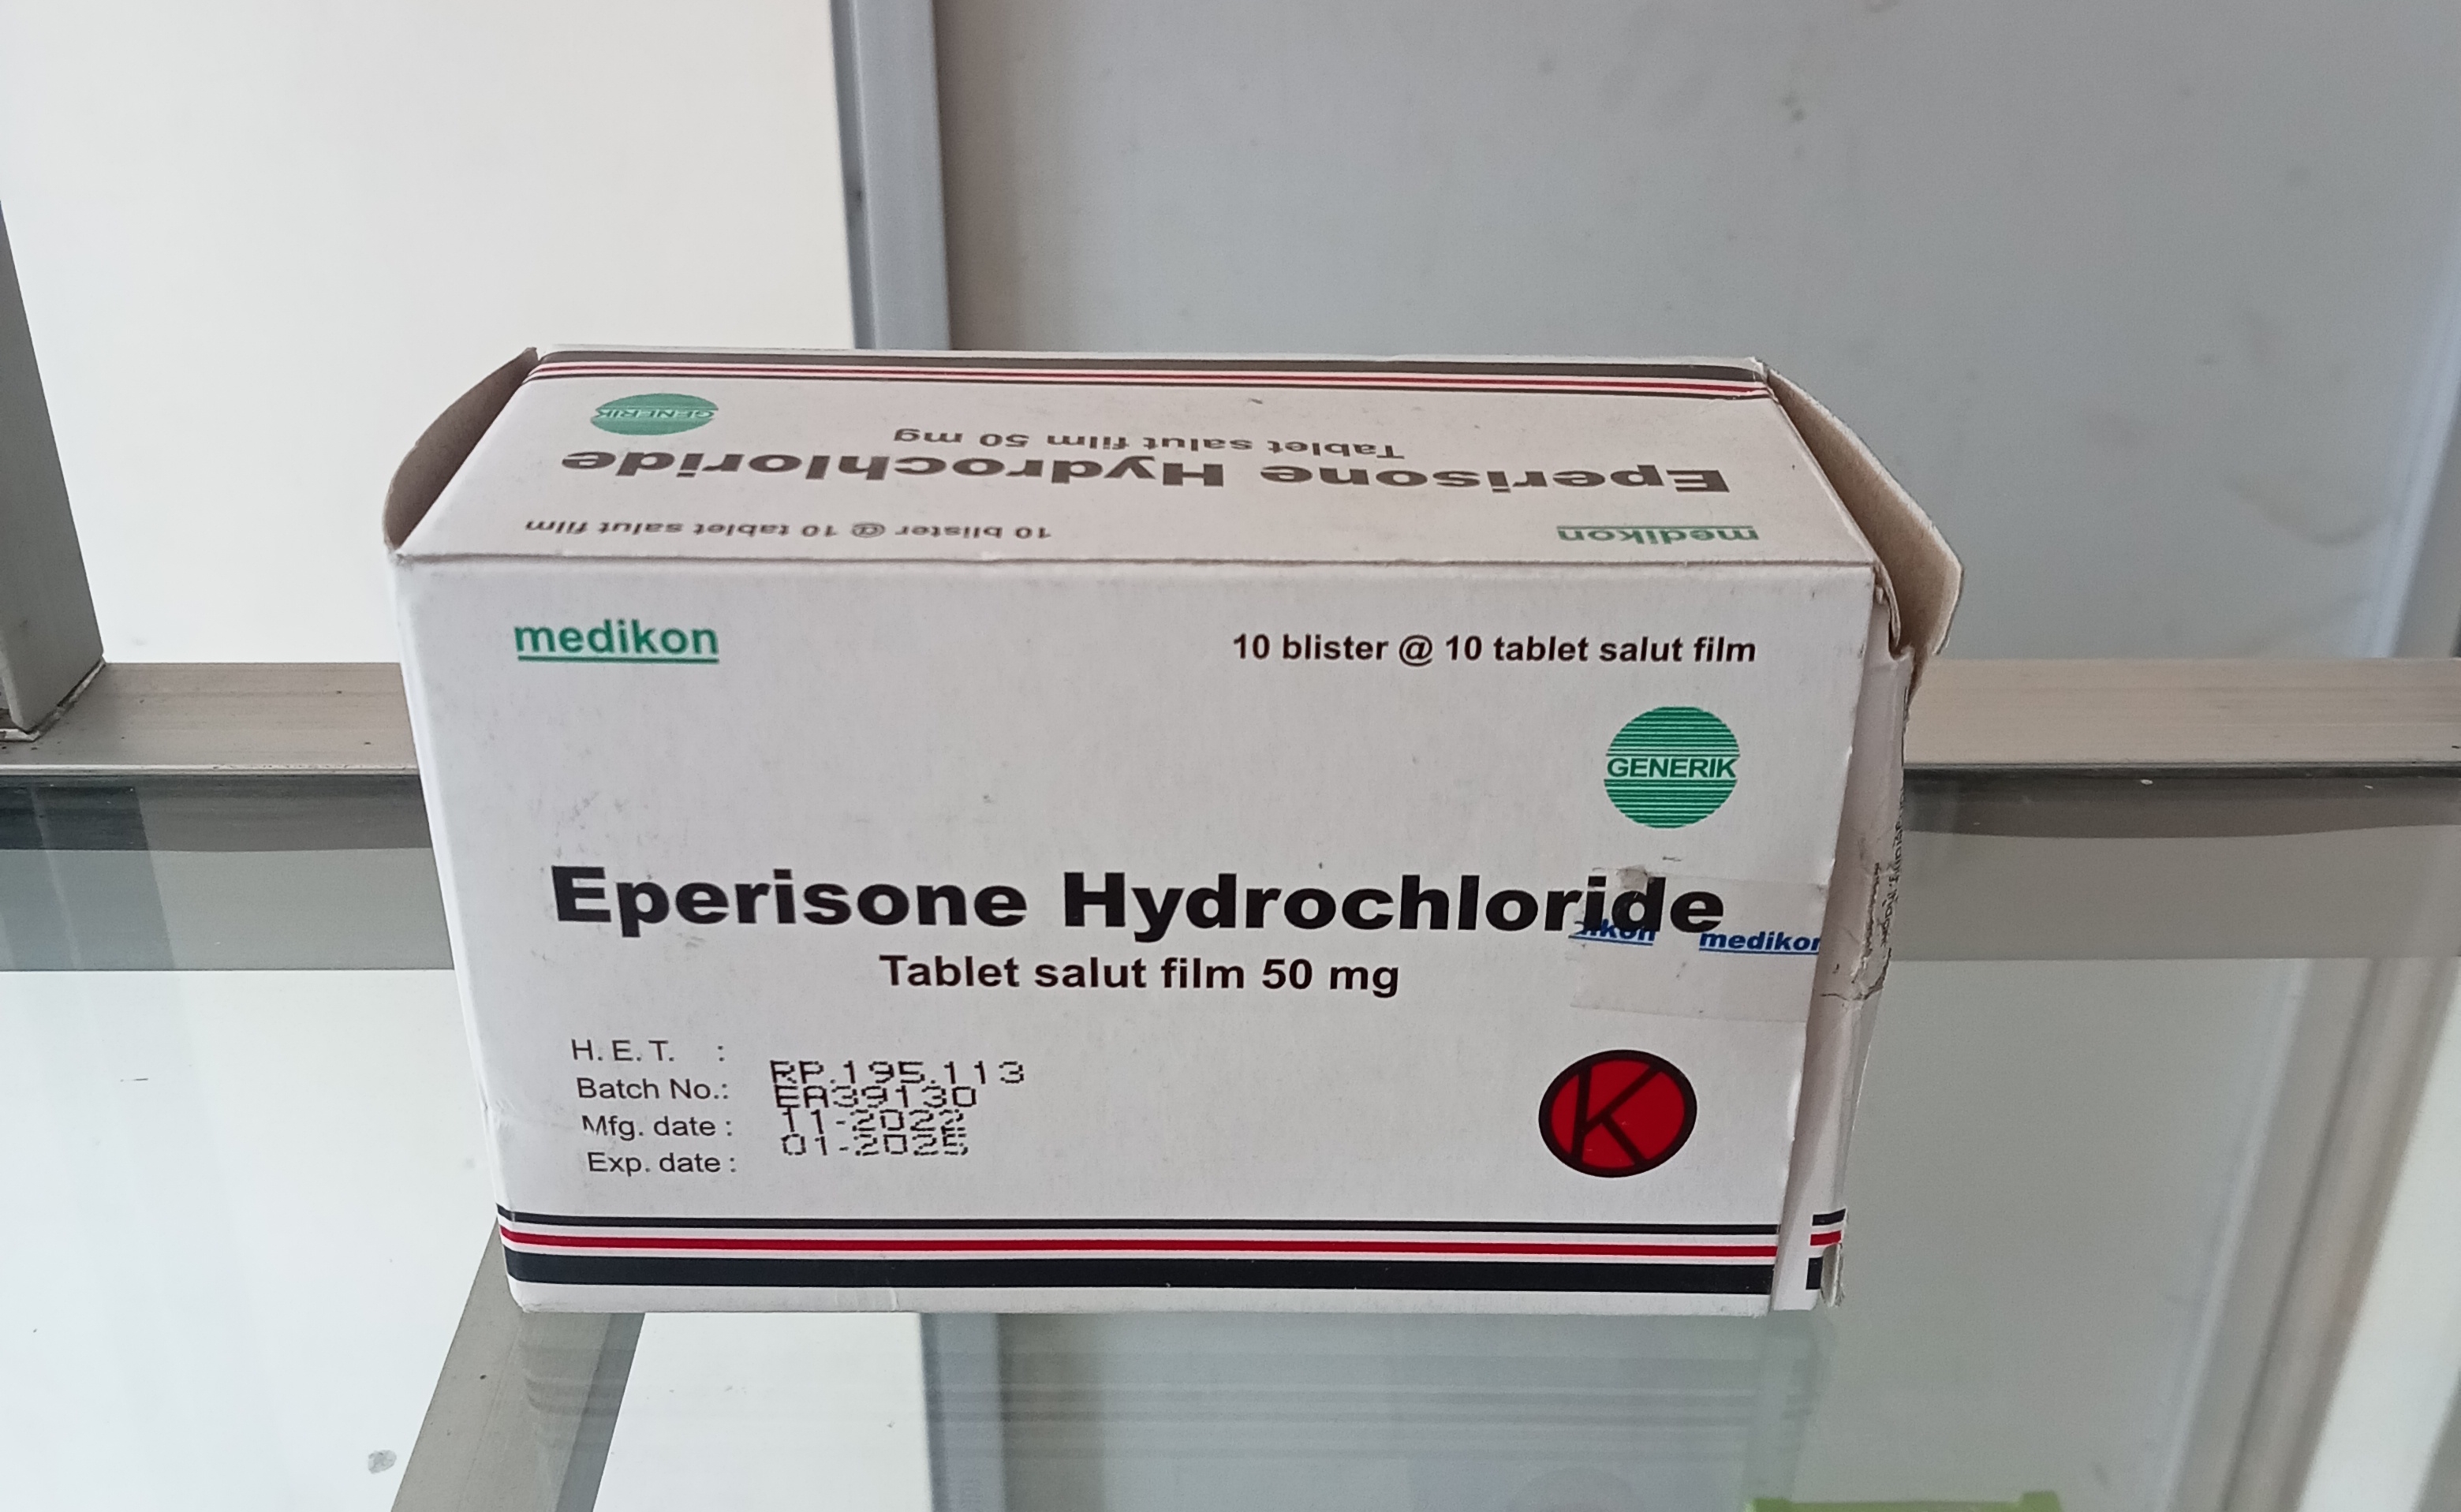 GENERIK
Tablet salut film 50 mg
Eperisone Hydrochloride
10 blister @ 10 tablet salut film
medikon
medikon
10 blister @ 10 tablet salut film
GENERIK
Eperisone Hydrochloride
medikon
Tablet salut film 50 mg
H.E.T. : RP.195.113
Batch No.: EA39130
Mfg. date : 11-2022
Exp. date : 01-2025
K